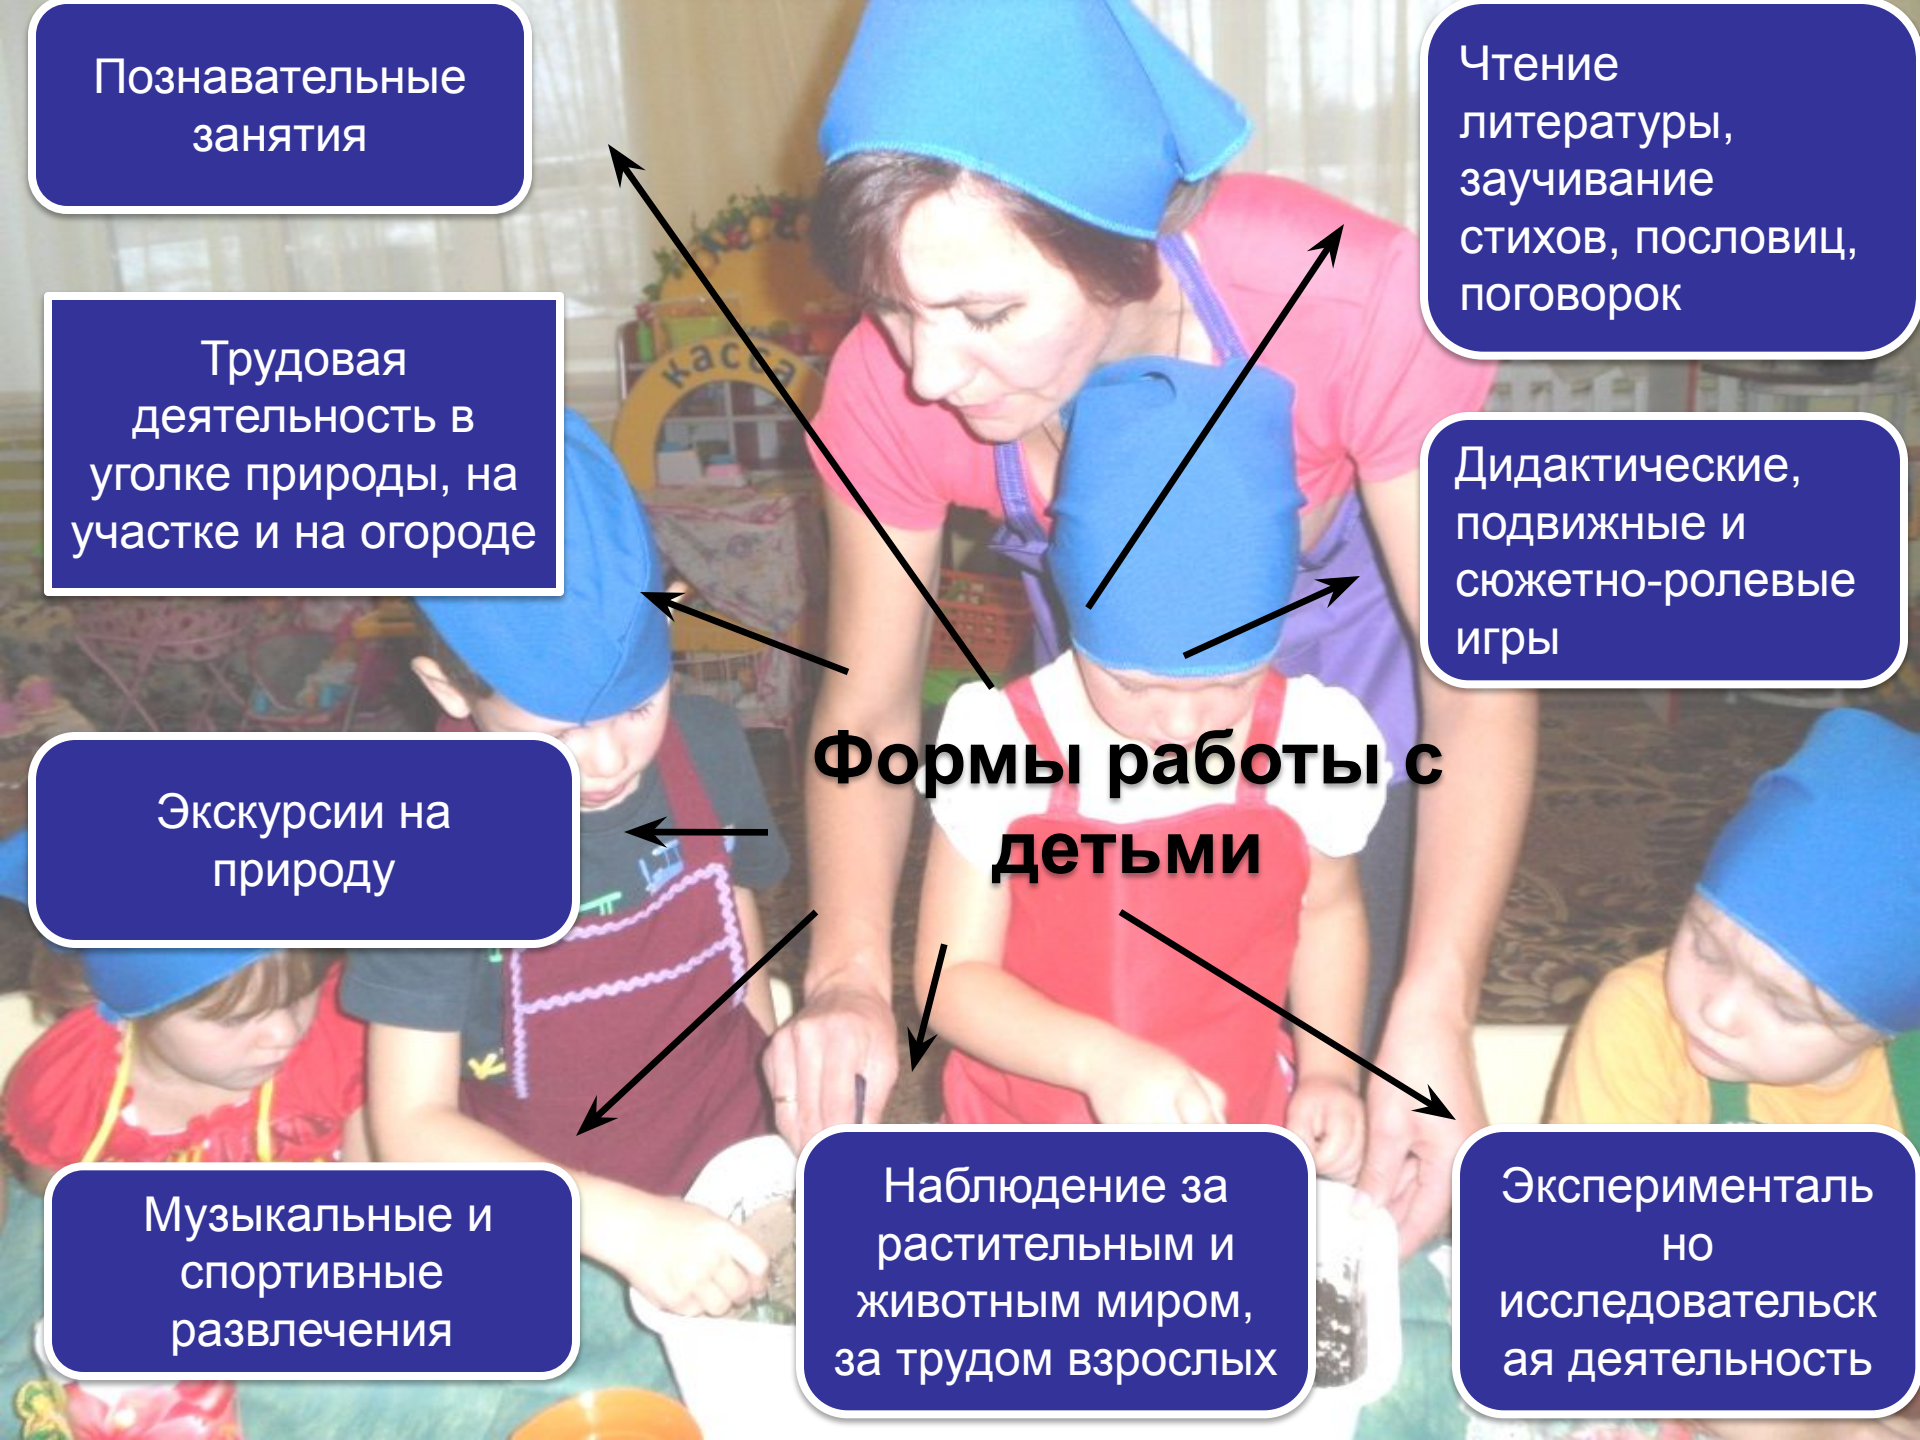 Познавательные
занятия
Чтение
литературы,
заучивание
стихов, пословиц,
поговорок
Трудовая
деятельность в
уголке природы, на
участке и на огороде
касса
Дидактические,
подвижные и
сюжетно-ролевые
игры
Формы работы с
детьми
Экскурсии на
природу
Музыкальные и
спортивные
развлечения
Наблюдение за
растительным и
животным миром,
за трудом взрослых
Эксперименталь
но
исследовательск
ая деятельность